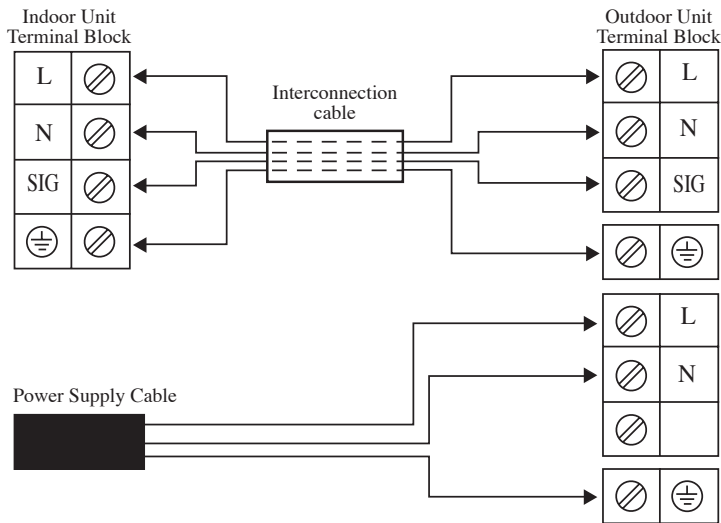 Indoor Unit
Terminal Block
Outdoor Unit
Terminal Block
L
N
SIG
Interconnection
cable
L
N
SIG
L
N
Power Supply Cable